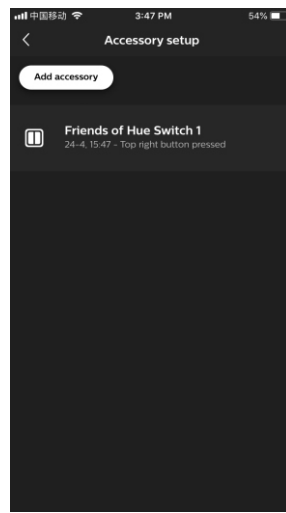 中国移动 3:47 PM 54%
Accessory setup
Add accessory
Friends of Hue Switch 1
24-4, 15:47 - Top right button pressed